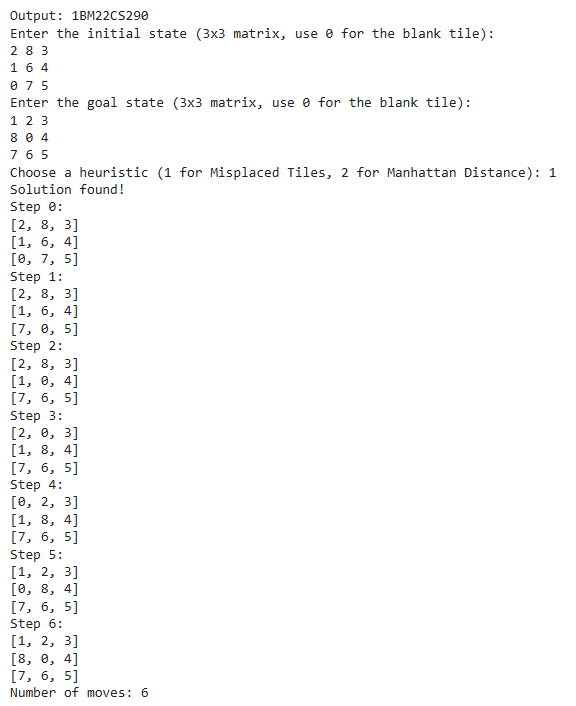 Output: 1BM22CS290
Enter the initial state (3x3 matrix, use 0 for the blank tile):
2 8 3
1 6 4
0 7 5
Enter the goal state (3x3 matrix, use 0 for the blank tile):
1 2 3
8 0 4
7 6 5
Choose a heuristic (1 for Misplaced Tiles, 2 for Manhattan Distance): 1
Solution found!
Step 0:
[2, 8, 3]
[1, 6, 4]
[0, 7, 5]
Step 1:
[2, 8, 3]
[1, 6, 4]
[7, 0, 5]
Step 2:
[2, 8, 3]
[1, 0, 4]
[7, 6, 5]
Step 3:
[2, 0, 3]
[1, 8, 4]
[7, 6, 5]
Step 4:
[0, 2, 3]
[1, 8, 4]
[7, 6, 5]
Step 5:
[1, 2, 3]
[0, 8, 4]
[7, 6, 5]
Step 6:
[1, 2, 3]
[8, 0, 4]
[7, 6, 5]
Number of moves: 6